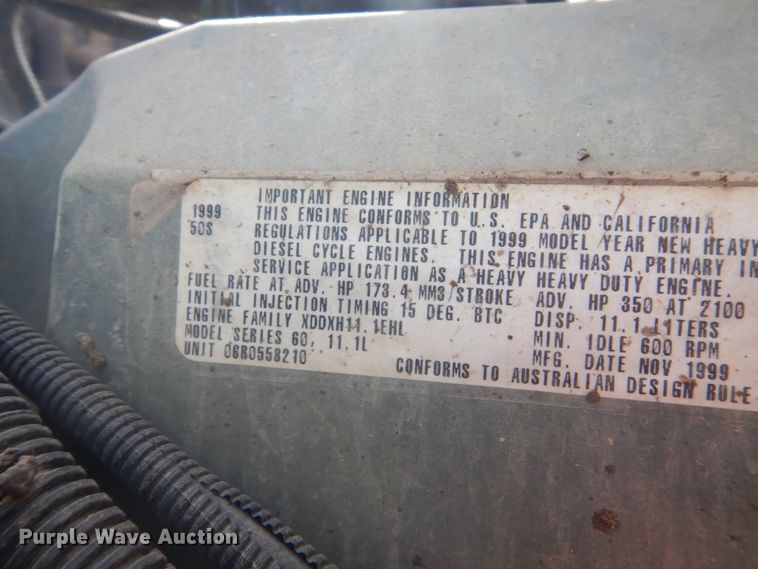 IMPORTANT ENGINE INFORMATION
1999 THIS ENGINE CONFORMS TO U.S. EPA AND CALIFORNIA
50S REGULATIONS APPLICABLE TO 1999 MODEL YEAR NEW HEAVY
DIESEL CYCLE ENGINES. THIS ENGINE HAS A PRIMARY IN
SERVICE APPLICATION AS A HEAVY HEAVY DUTY ENGINE.
FUEL RATE AT ADV. HP 173.4 MM3/STROKE ADV. HP 350 AT 2100
INITIAL INJECTION TIMING 15 DEG. BTC DISP. 11.1 LITERS
ENGINE FAMILY XDDXH11.1EHL MIN. IDLE 600 RPM
MODEL SERIES 60, 11.1L MFG. DATE NOV 1999
UNIT 06R0558210 CONFORMS TO AUSTRALIAN DESIGN RULE
Purple Wave Auction